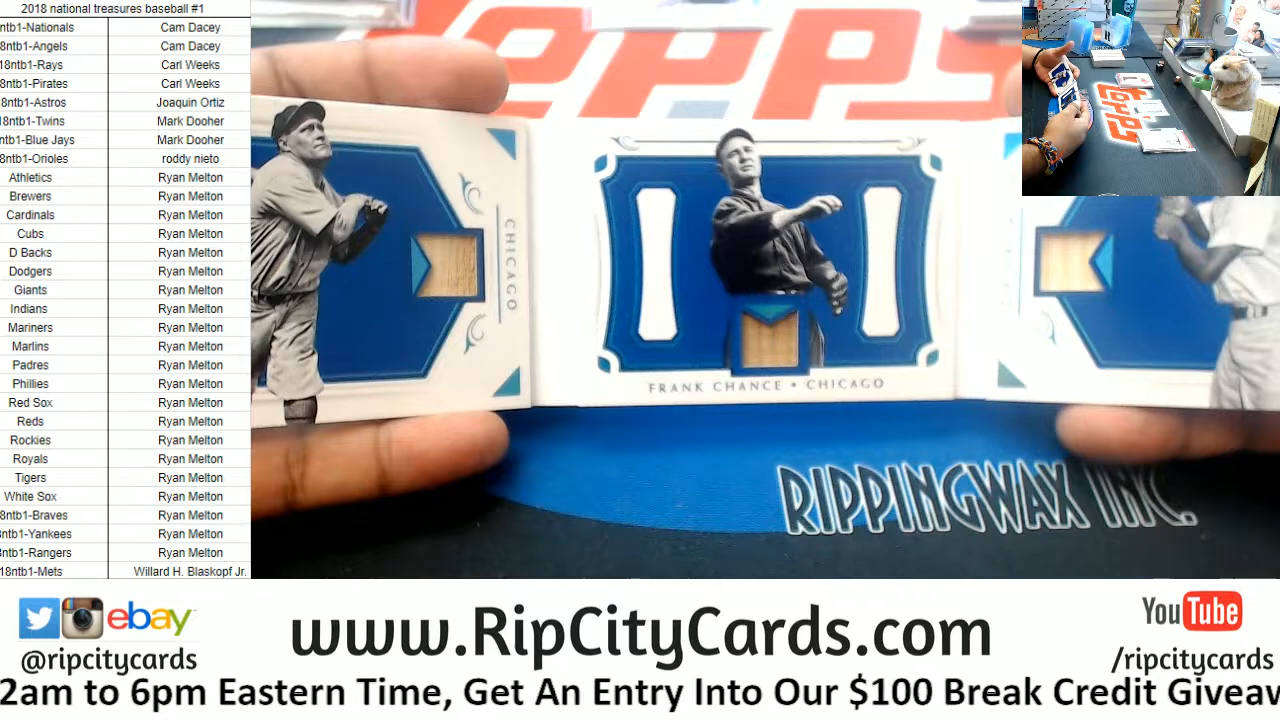 2018 national treasures baseball #1
ntb1-Nationals Cam Dacey
8ntb1-Angels Cam Dacey
18ntb1-Rays Carl Weeks
8ntb1-Pirates Carl Weeks
8ntb1-Astros Joaquin Ortiz
18ntb1-Twins Mark Dooher
ntb1-Blue Jays Mark Dooher
8ntb1-Orioles roddy nieto
Athletics Ryan Melton
Brewers Ryan Melton
Cardinals Ryan Melton
Cubs Ryan Melton
D Backs Ryan Melton
Dodgers Ryan Melton
Giants Ryan Melton
Indians Ryan Melton
Mariners Ryan Melton
Marlins Ryan Melton
Padres Ryan Melton
Phillies Ryan Melton
Red Sox Ryan Melton
Reds Ryan Melton
Rockies Ryan Melton
Royals Ryan Melton
Tigers Ryan Melton
White Sox Ryan Melton
8ntb1-Braves Ryan Melton
ntb1-Yankees Ryan Melton
ntb1-Rangers Ryan Melton
18ntb1-Mets Willard H. Blaskopf Jr.
TOPPS
CHICAGO
FRANK CHANCE • CHICAGO
RIPPINGWAX INC.
TOPPS
ebay
@ripcitycards
www.RipCityCards.com
YouTube
/ripcitycards
2am to 6pm Eastern Time, Get An Entry Into Our $100 Break Credit Giveaw